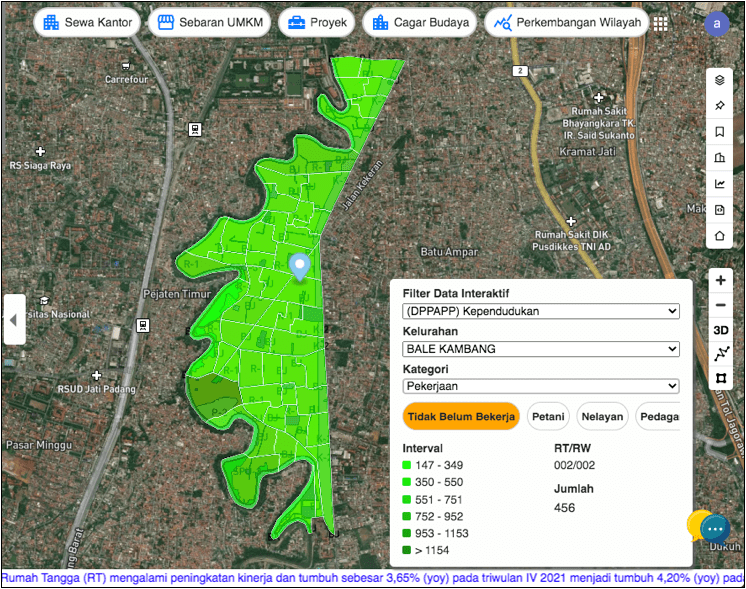 Sewa Kantor
Sebaran UMKM
Proyek
Cagar Budaya
Perkembangan Wilayah
a
Carrefour
2
Rumah Sakit
Bhayangkara TK.
IR. Said Sukanto
Kramat Jati
RS Siaga Raya
Jalan Kekeran
Rumah Sakit DIK
Pusdikkes TNI AD
Batu Ampar
R-1
Pejaten Timur
sitas Nasional
RSUD Jati Padang
Pasar Minggu
3D
Filter Data Interaktif
(DPPAPP) Kependudukan
Kelurahan
BALE KAMBANG
Kategori
Pekerjaan
Tidak Belum Bekerja
Petani
Nelayan
Pedaga
Interval
147 - 349
350 - 550
551 - 751
752 - 952
953 - 1153
> 1154
RT/RW
002/002
Jumlah
456
Tol Jagoraw
Dukuh
Rumah Tangga (RT) mengalami peningkatan kinerja dan tumbuh sebesar 3,65% (yoy) pada triwulan IV 2021 menjadi tumbuh 4,20% (yoy) pada